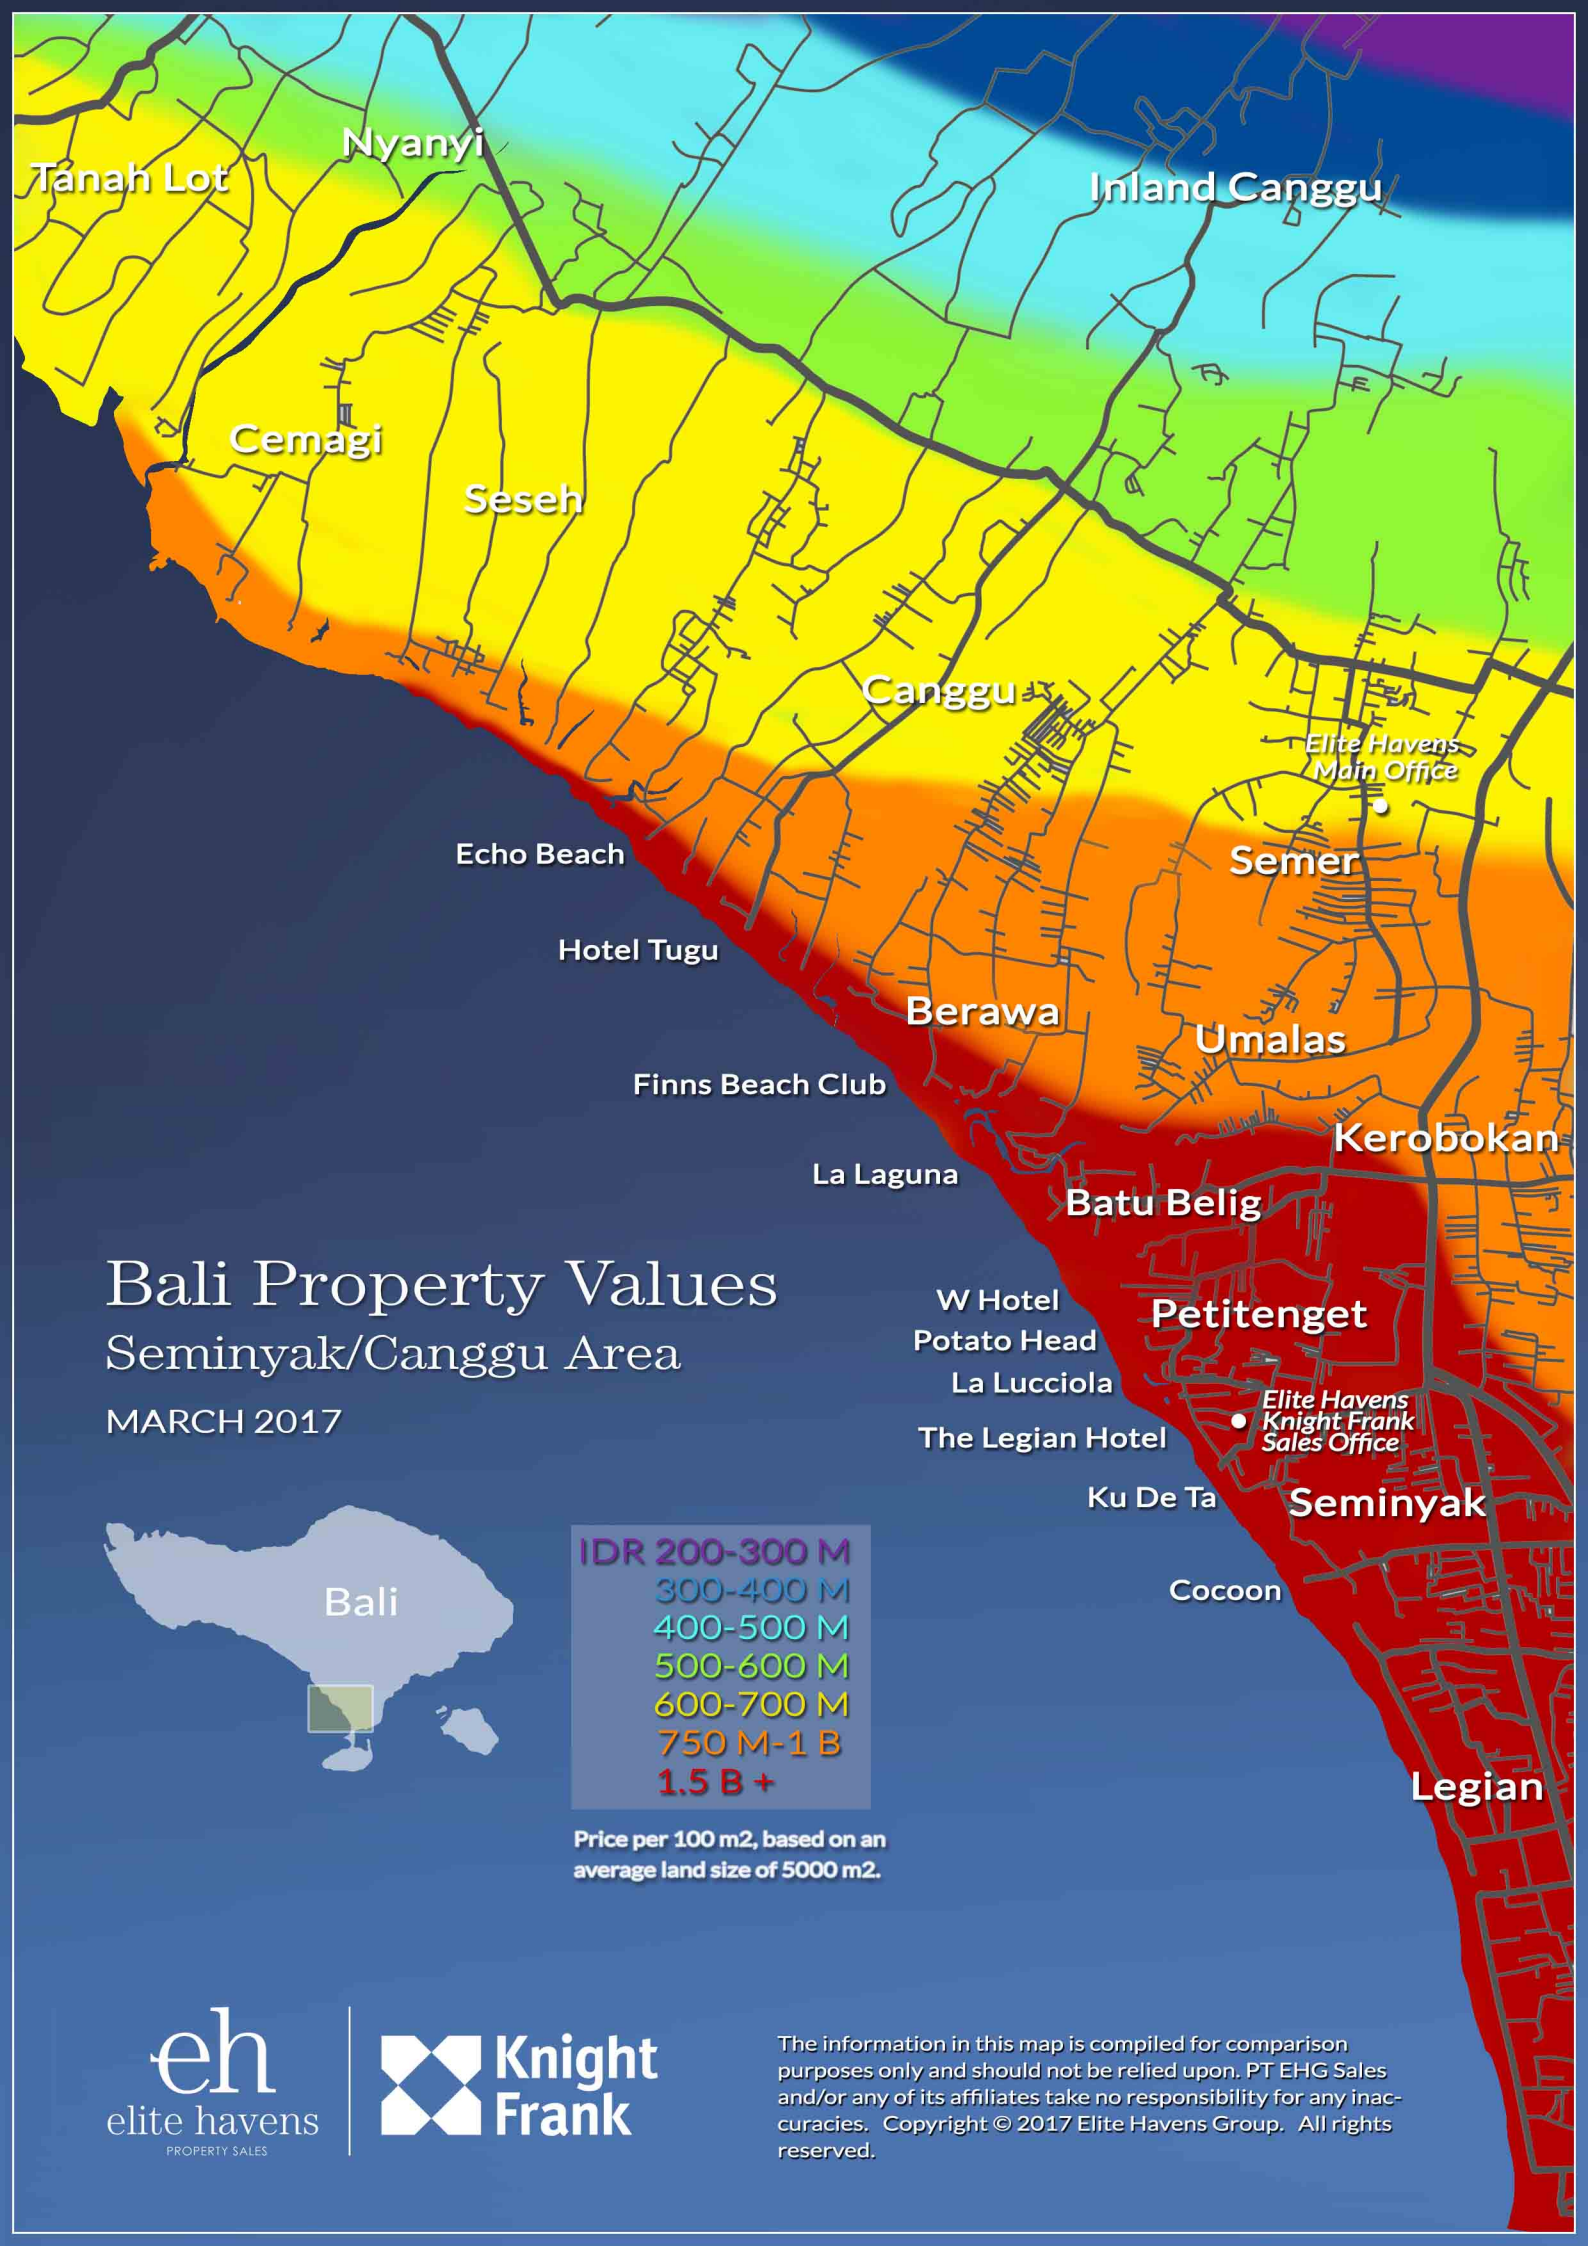 Nyanyi
Tanah Lot
Inland Canggu
Cemagi
Seseh
Canggu
Elite Havens
Main Office
Echo Beach
Semer
Hotel Tugu
Berawa
Umalas
Finns Beach Club
Kerobokan
La Laguna
Batu Belig
Bali Property Values
Seminyak/Canggu Area
MARCH 2017
W Hotel
Petitenget
Potato Head
La Lucciola
Elite Havens
Knight Frank
Sales Office
The Legian Hotel
Ku De Ta
Seminyak
Cocoon
Legian
Bali
IDR 200-300 M
300-400 M
400-500 M
500-600 M
600-700 M
750 M-1 B
1.5 B +
Price per 100 m2, based on an
average land size of 5000 m2.
eh
elite havens
PROPERTY SALES
Knight
Frank
The information in this map is compiled for comparison
purposes only and should not be relied upon. PT EHG Sales
and/or any of its affiliates take no responsibility for any inac-
curacies. Copyright © 2017 Elite Havens Group. All rights
reserved.